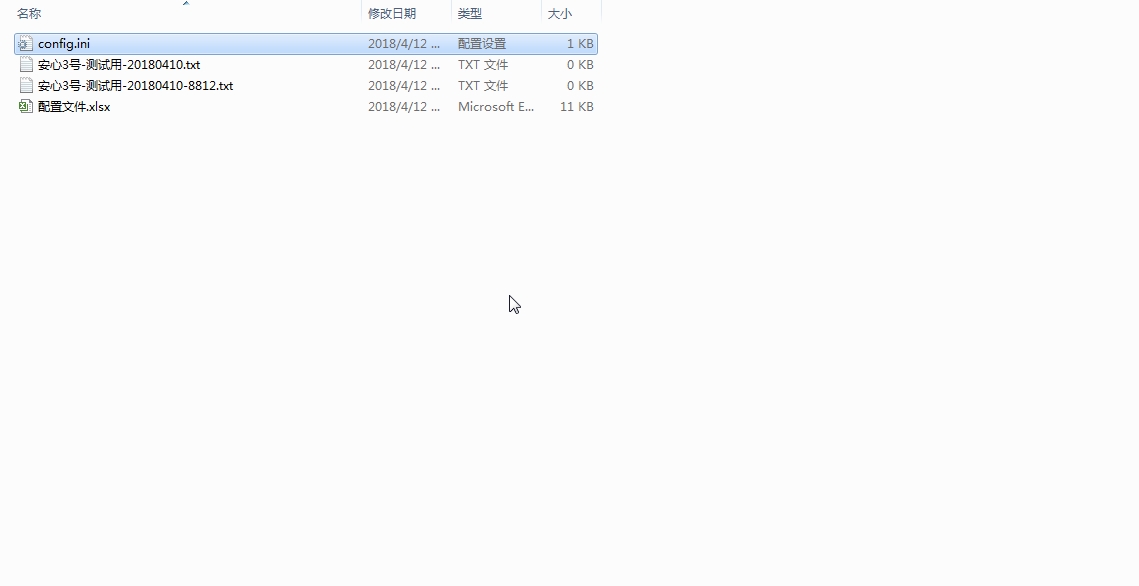 名称 修改日期 类型 大小
config.ini 2018/4/12 ... 配置设置 1 KB
安心3号-测试用-20180410.txt 2018/4/12 ... TXT 文件 0 KB
安心3号-测试用-20180410-8812.txt 2018/4/12 ... TXT 文件 0 KB
配置文件.xlsx 2018/4/12 ... Microsoft E... 11 KB